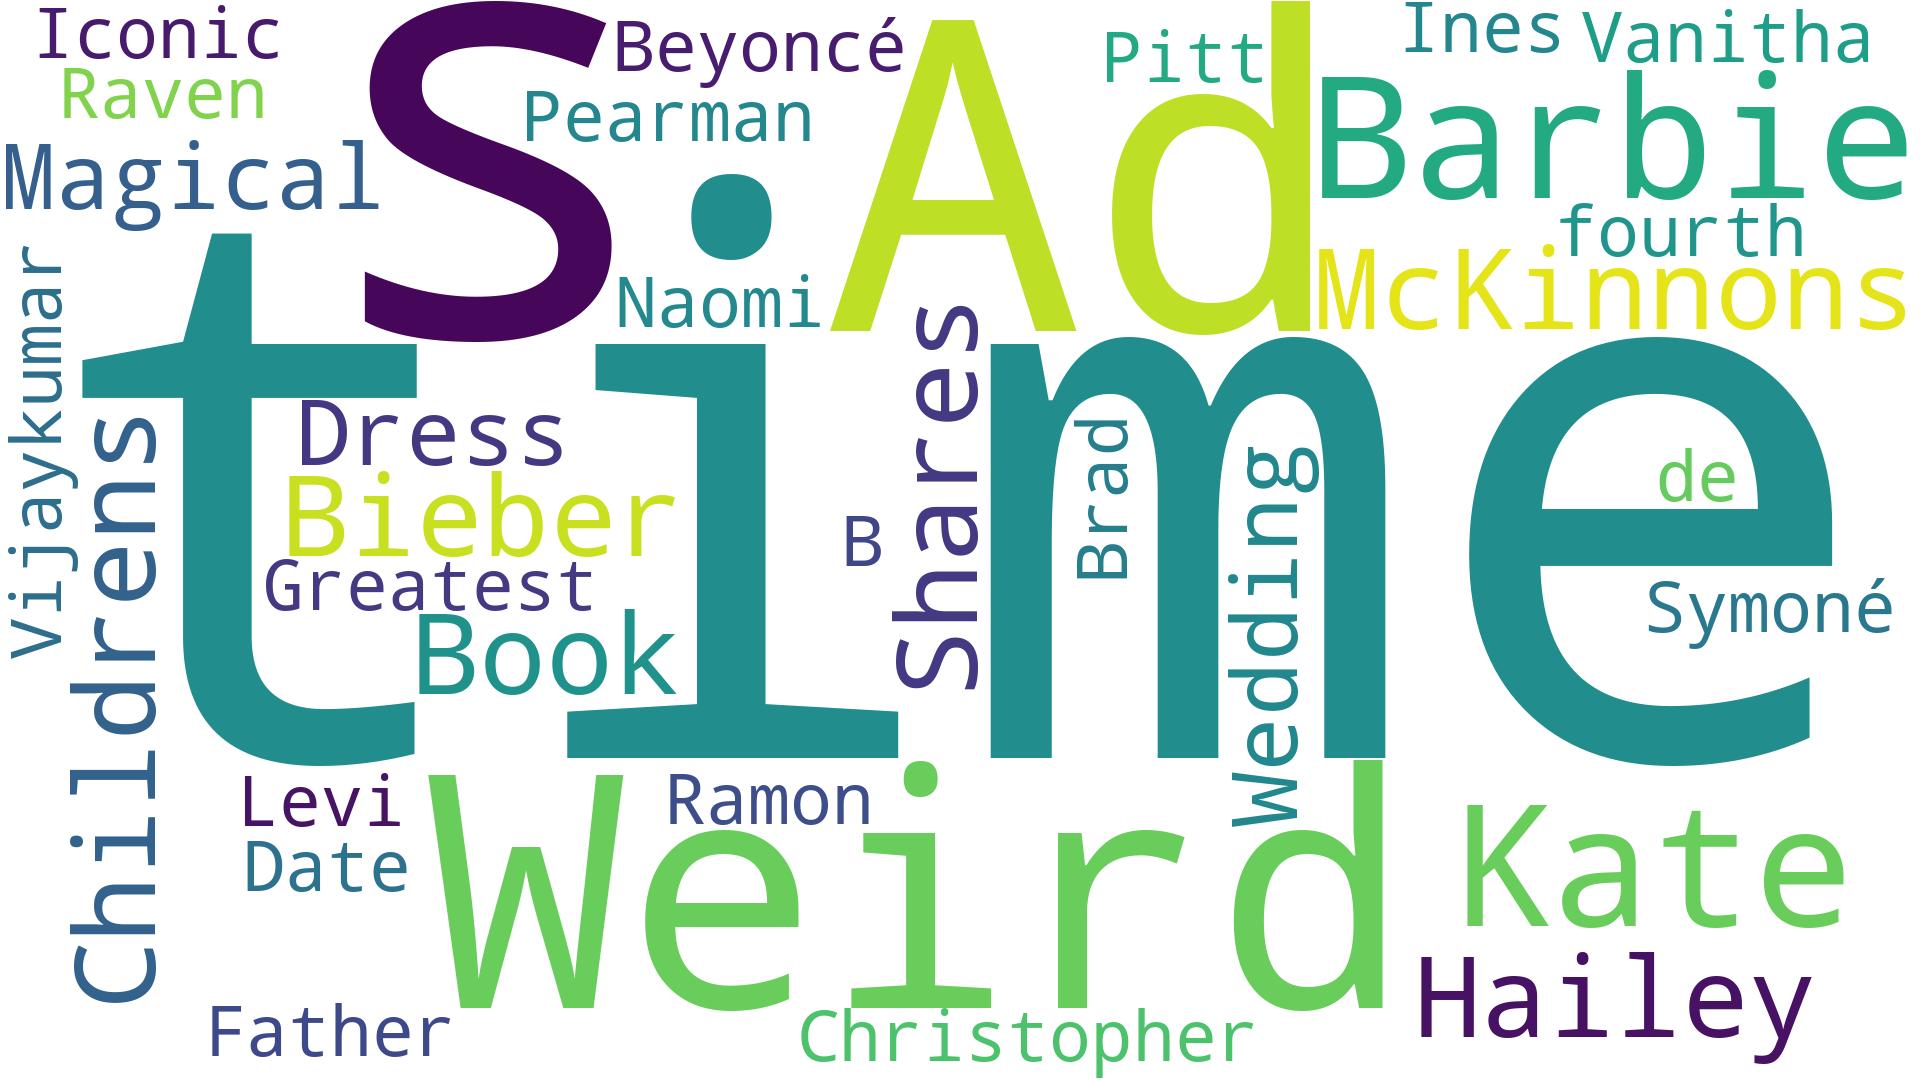 Iconic
Raven
Magical
S
Beyoncé
Pearman
Naomi
Ad
Pitt
Ines
Vanitha
Barbie
fourth
McKinnons
Vijaykumar
Childrens
time
Dress
Bieber
Greatest
Book
B
Shares
Brad
Wedding
de
Symoné
Levi
Date
Ramon
Weird
Kate
Hailey
Father
Christopher